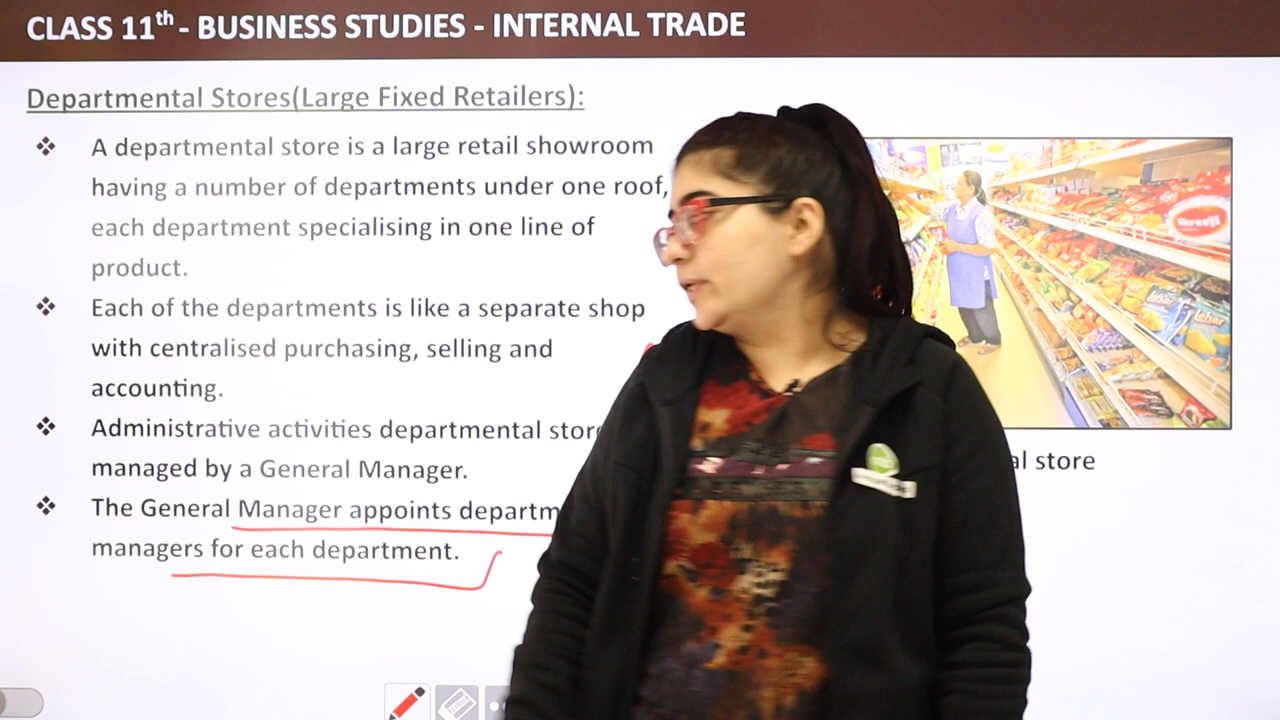 CLASS 11th - BUSINESS STUDIES - INTERNAL TRADE
Departmental Stores(Large Fixed Retailers):
A departmental store is a large retail showroom
having a number of departments under one roof,
each department specialising in one line of
product.
Each of the departments is like a separate shop
with centralised purchasing, selling and
accounting.
Administrative activities departmental
managed by a General Manager.
The General Manager appoints
managers for each department.
store